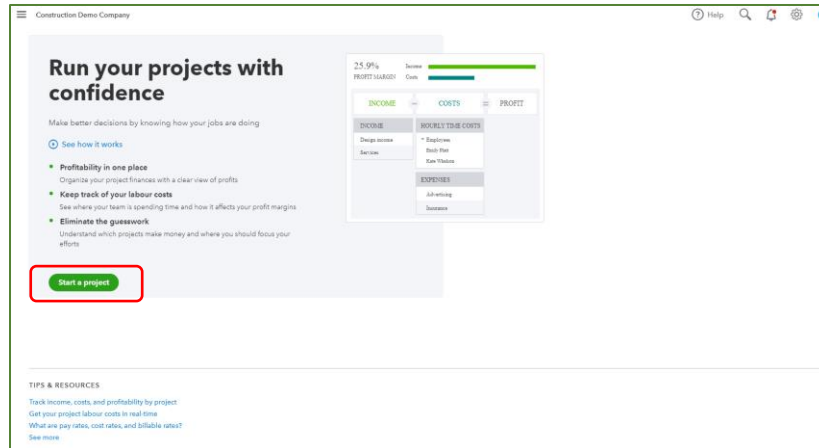 Construction Demo Company
Help
Run your projects with
confidence
Make better decisions by knowing how your jobs are doing
See how it works
Profitability in one place
Organize your project finances with a clear view of profits
Keep track of your labour costs
See where your team is spending time and how it affects your profit margins
Eliminate the guesswork
Understand which projects make money and where you should focus your
efforts
Start a project
25.9%
PROFIT MARGIN
Income
Costs
INCOME
COSTS
=
PROFIT
INCOME
Design income
Services
HOURLY TIME COSTS
Employees
Emily Platt
Kate Whelan
EXPENSES
Advertising
Insurance
TIPS & RESOURCES
Track income, costs, and profitability by project
Get your project labour costs in real-time
What are pay rates, cost rates, and billable rates?
See more